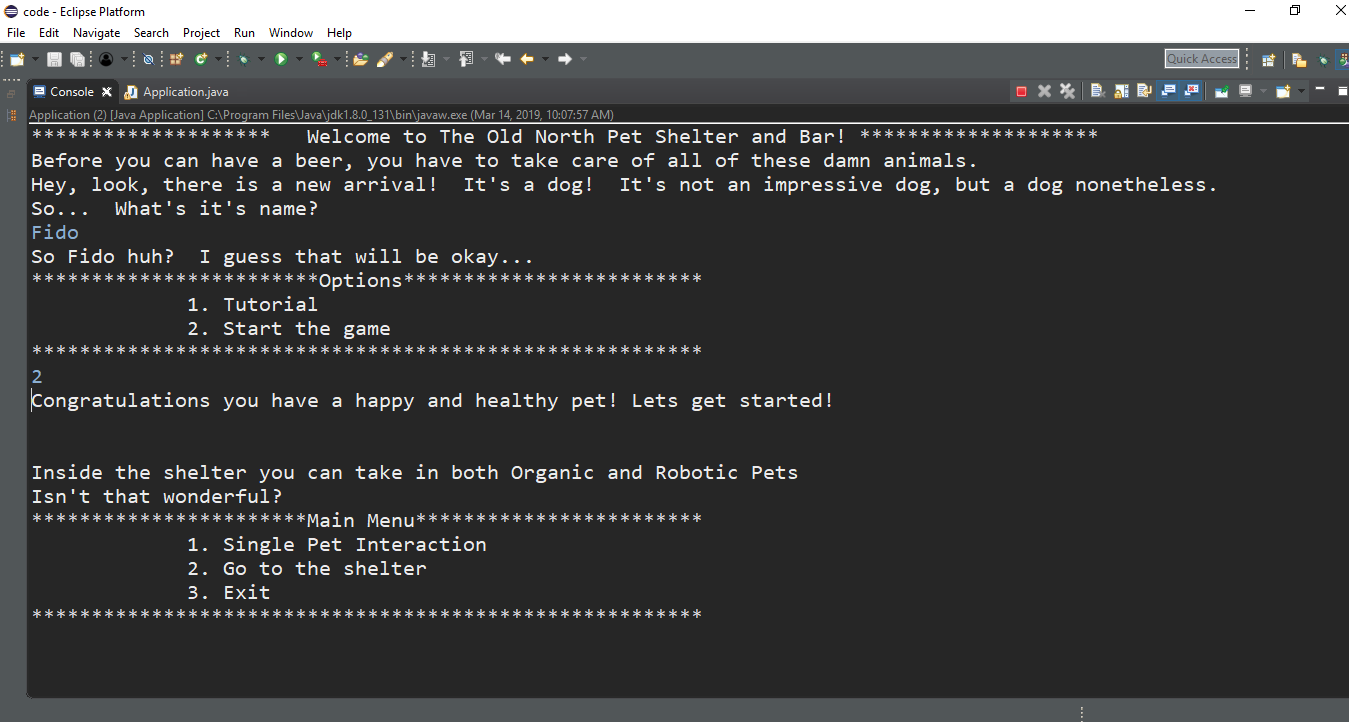 code - Eclipse Platform
File Edit Navigate Search Project Run Window Help
Quick Access
Console Application.java
Application (2) [Java Application] C:\Program Files\Java\jdk1.8.0_131\bin\javaw.exe (Mar 14, 2019, 10:07:57 AM)
******************** Welcome to The Old North Pet Shelter and Bar! ********************
Before you can have a beer, you have to take care of all of these damn animals.
Hey, look, there is a new arrival! It's a dog! It's not an impressive dog, but a dog nonetheless.
So... What's it's name?
Fido
So Fido huh? I guess that will be okay...
************************Options*************************
1. Tutorial
2. Start the game
********************************************************
2
Congratulations you have a happy and healthy pet! Lets get started!
Inside the shelter you can take in both Organic and Robotic Pets
Isn't that wonderful?
***********************Main Menu************************
1. Single Pet Interaction
2. Go to the shelter
3. Exit
********************************************************